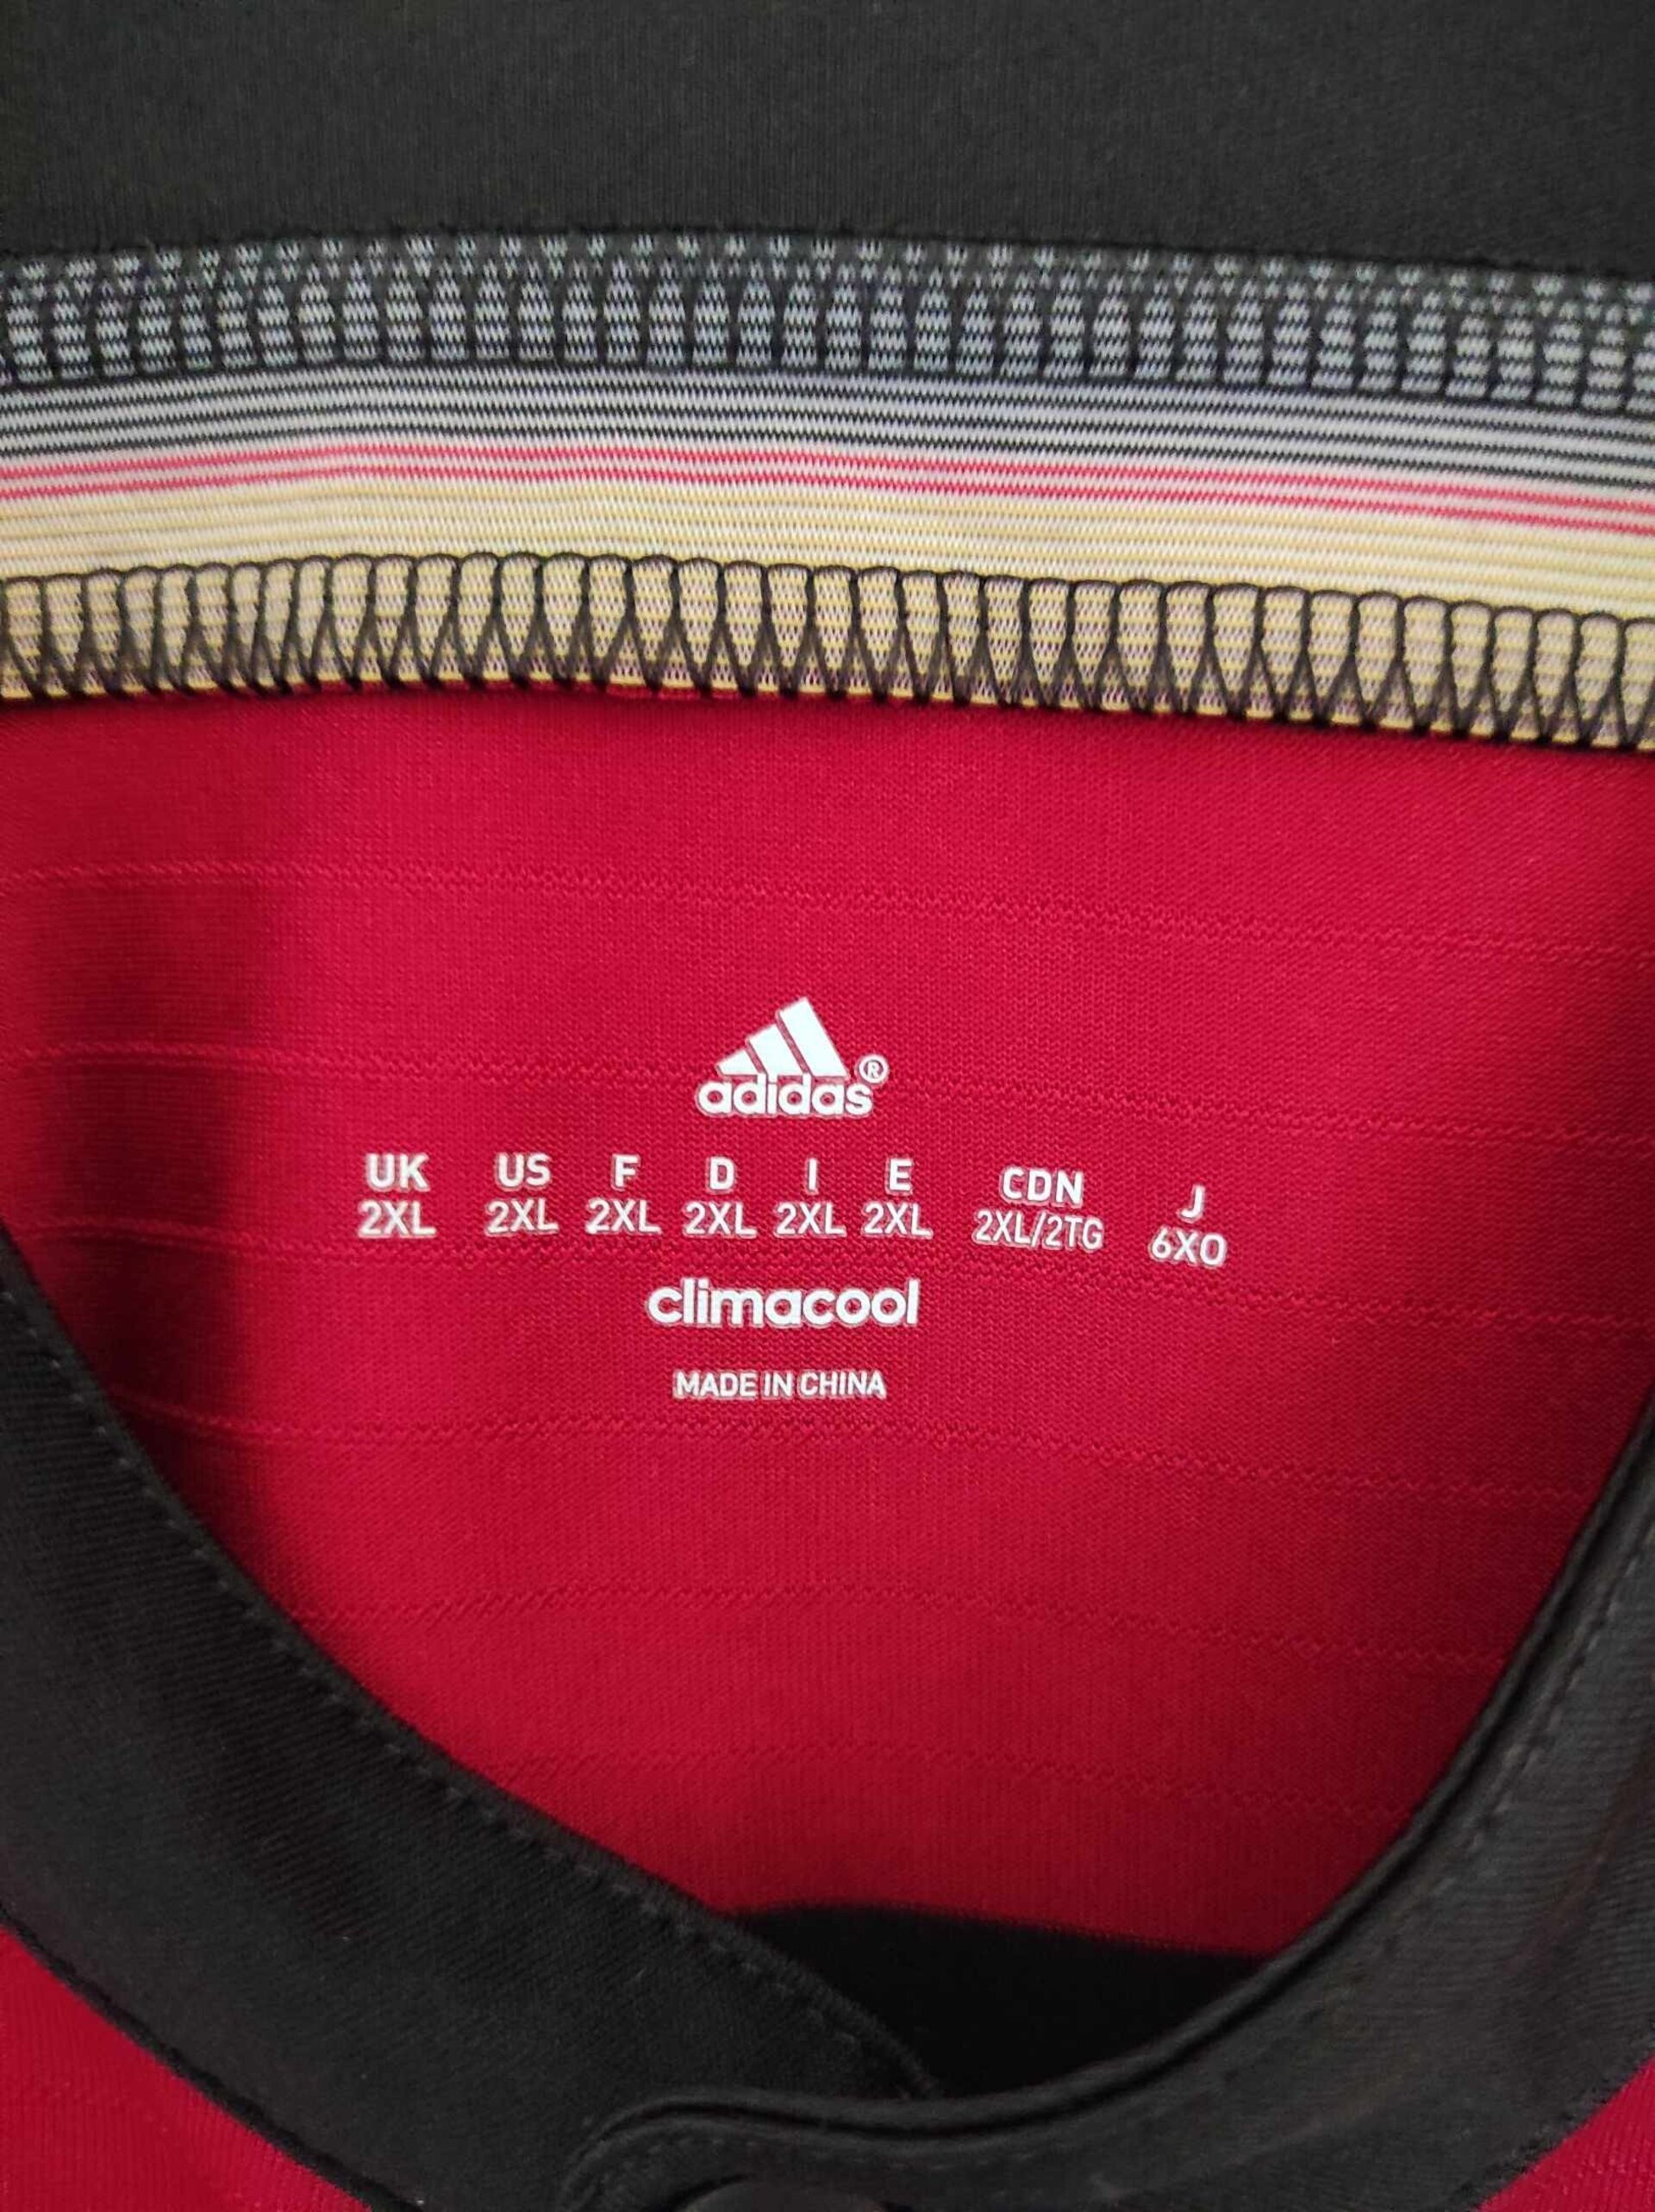 adidas®
UK US F D I E CDN J
2XL 2XL 2XL 2XL 2XL 2XL 2XL/2TG 6XO
climacool
MADE IN CHINA